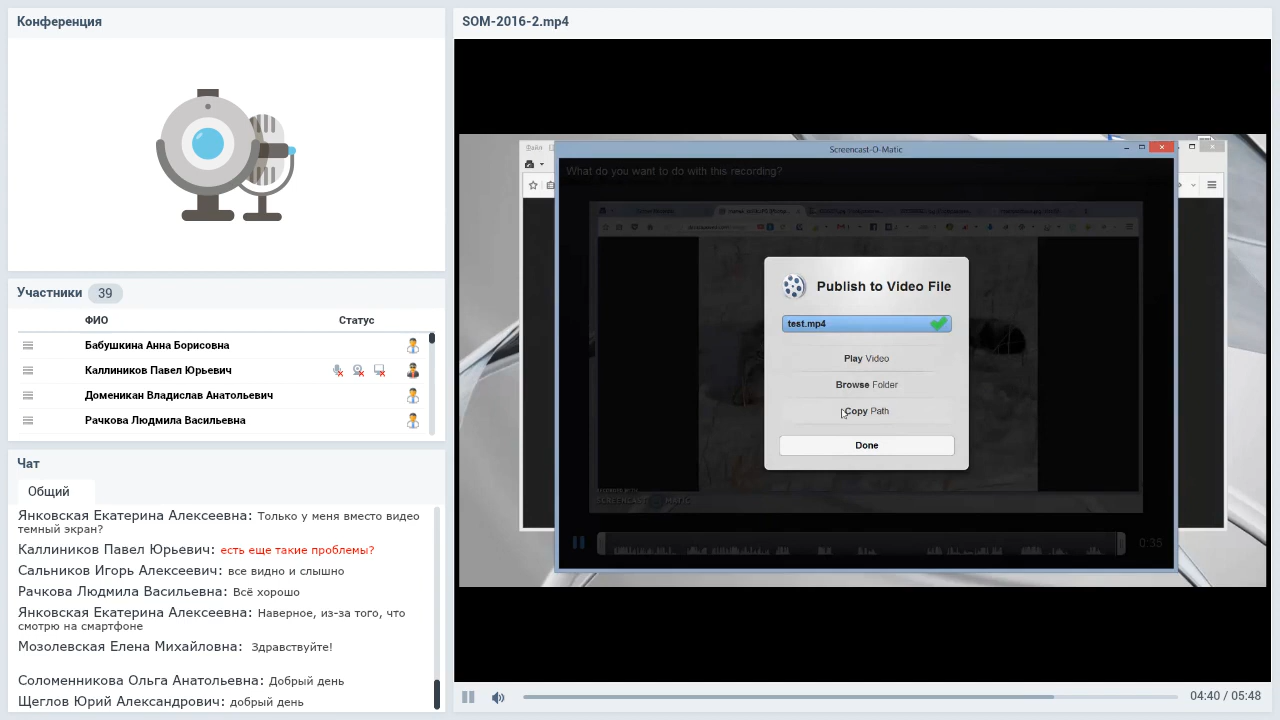 Конференция
SOM-2016-2.mp4
Участники 39
ФИО Статус
Бабушкина Анна Борисовна
Каллиников Павел Юрьевич
Доменикан Владислав Анатольевич
Рачкова Людмила Васильевна
Чат
Общий
Янковская Екатерина Алексеевна: Только у меня вместо видео
темный экран?
Каллиников Павел Юрьевич: есть еще такие проблемы?
Сальников Игорь Алексеевич: все видно и слышно
Рачкова Людмила Васильевна: Всё хорошо
Янковская Екатерина Алексеевна: Наверное, из-за того, что
смотрю на смартфоне
Мозолевская Елена Михайловна: Здравствуйте!
Соломенникова Ольга Анатольевна: Добрый день
Щеглов Юрий Александрович: добрый день
Файл
Screencast-O-Matic
What do you want to do with this recording?
Publish to Video File
test.mp4
Play Video
Browse Folder
Copy Path
Done
SCREENCAST MATIC
0:35
04:40 / 05:48